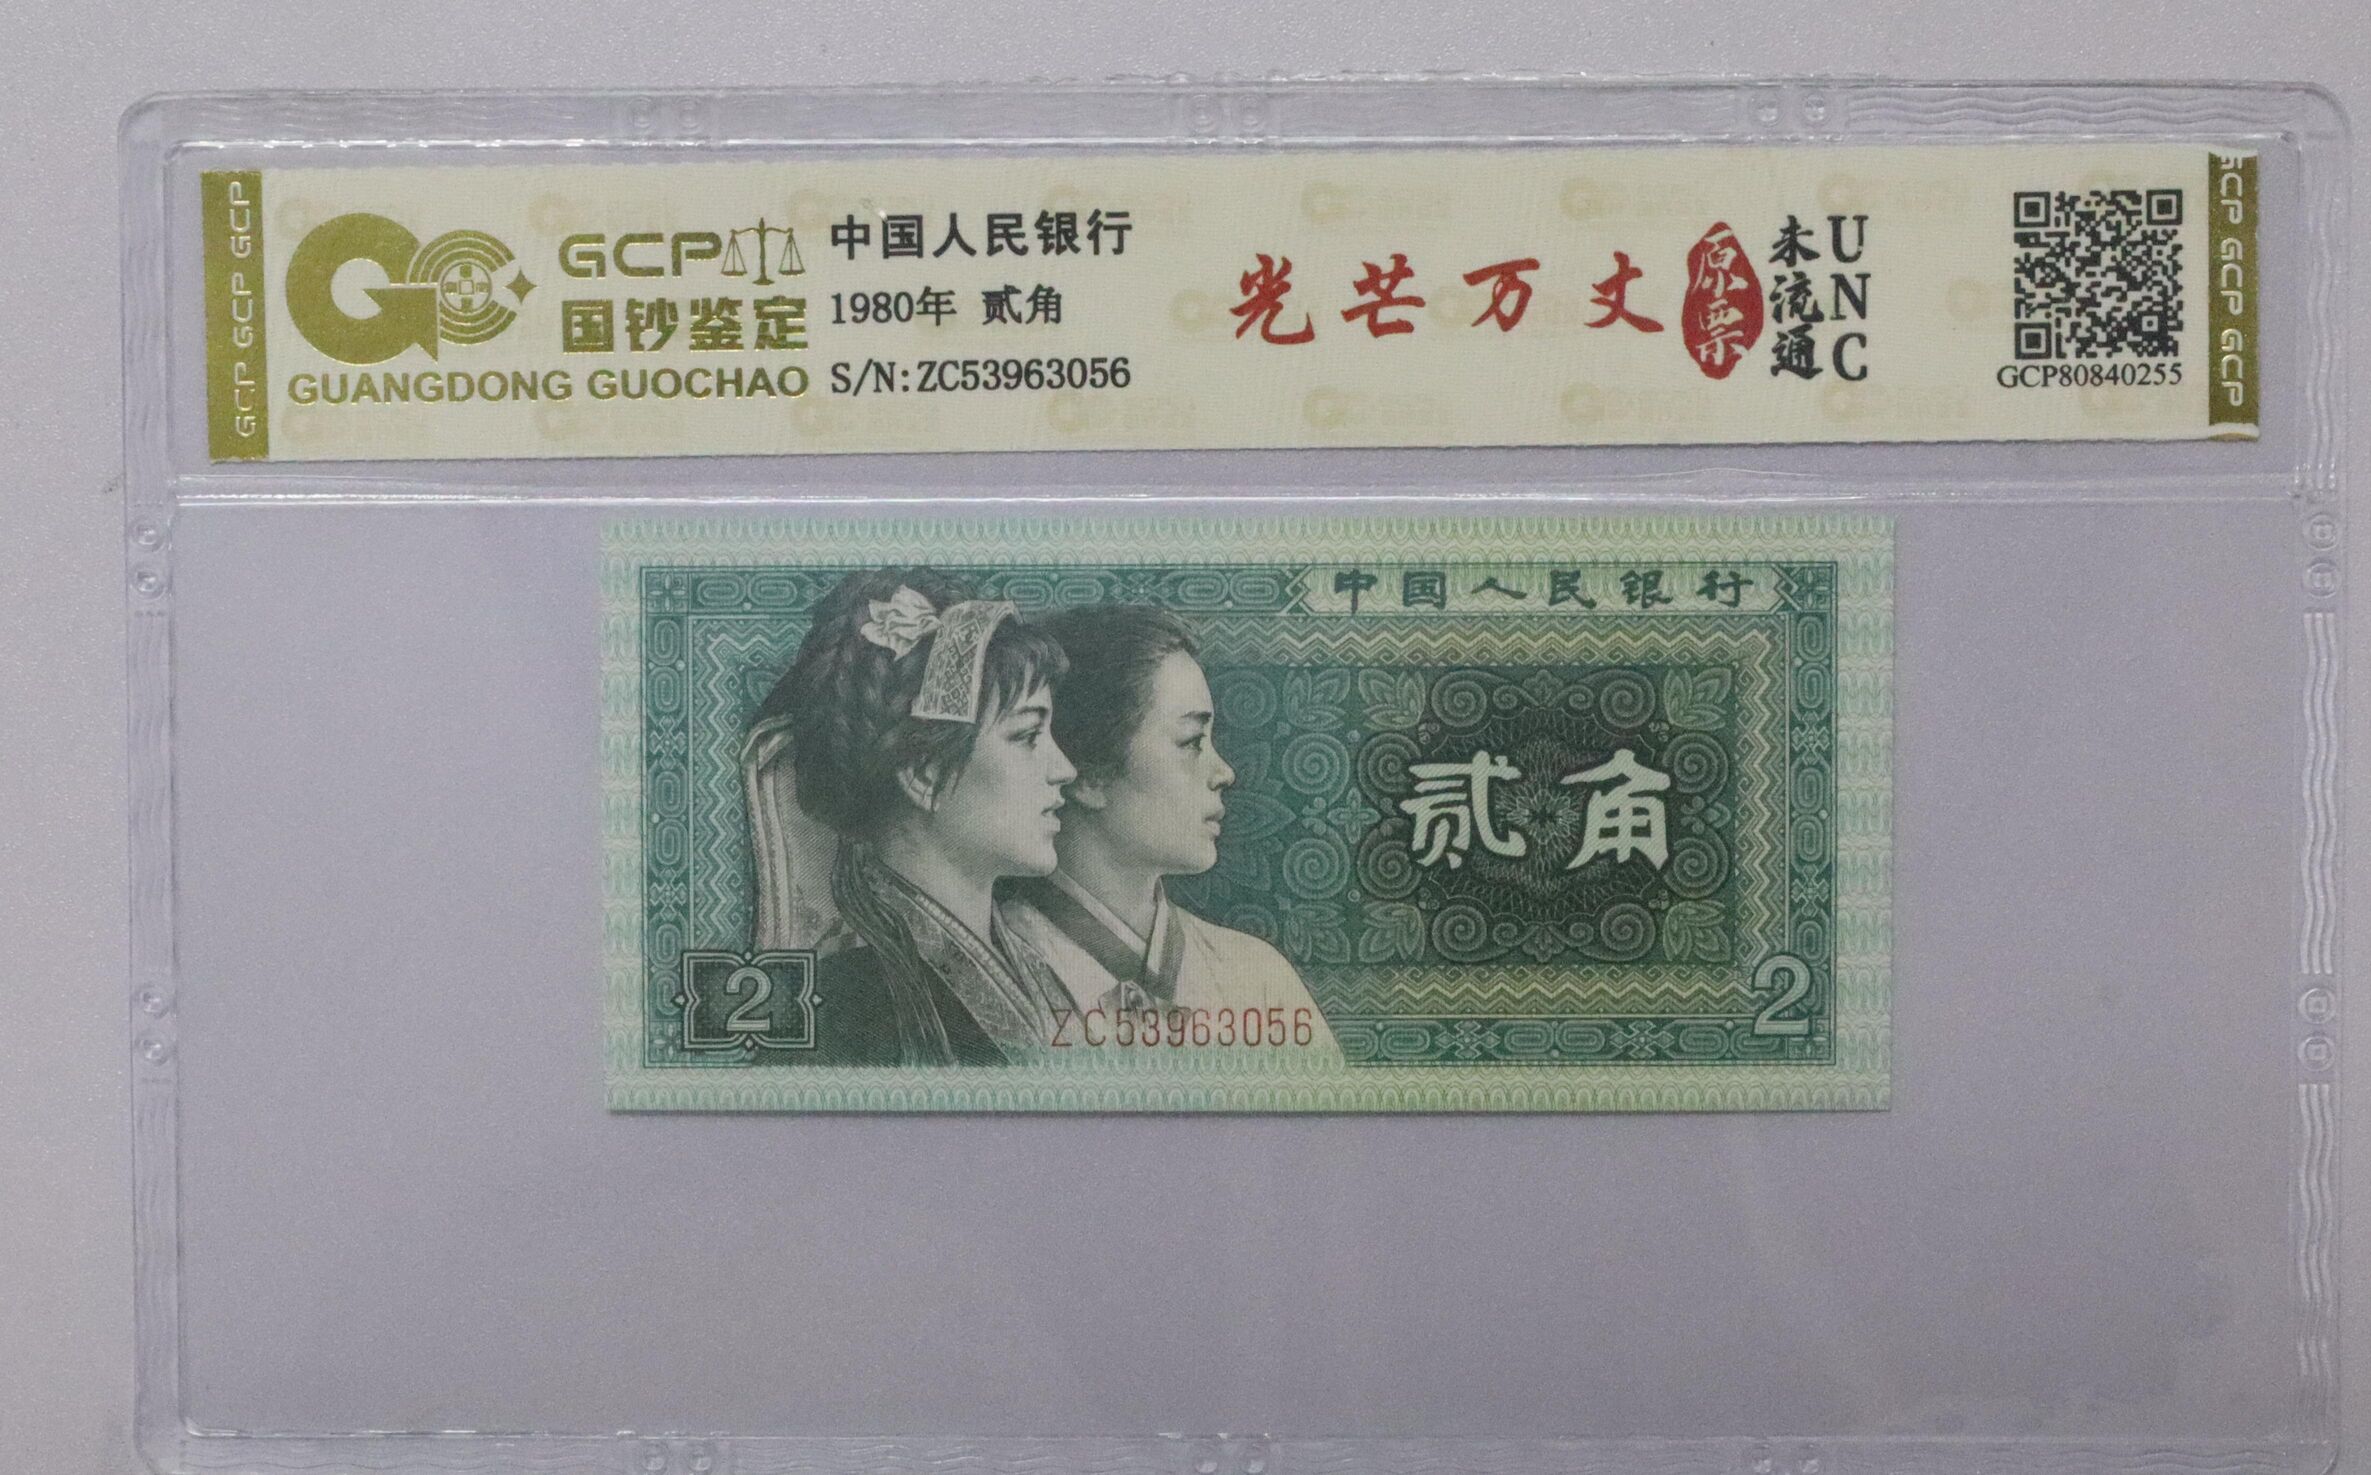 GCP GCP GCP
GCP
国钞鉴定
GUANGDONG GUOCHAO
中国人民银行
1980年 贰角
S/N:ZC53963056
光芒万丈
原票
未流通
UNC
GCP80840255
GCP GCP GCP
中国人民银行
贰角
2
ZC53963056
2